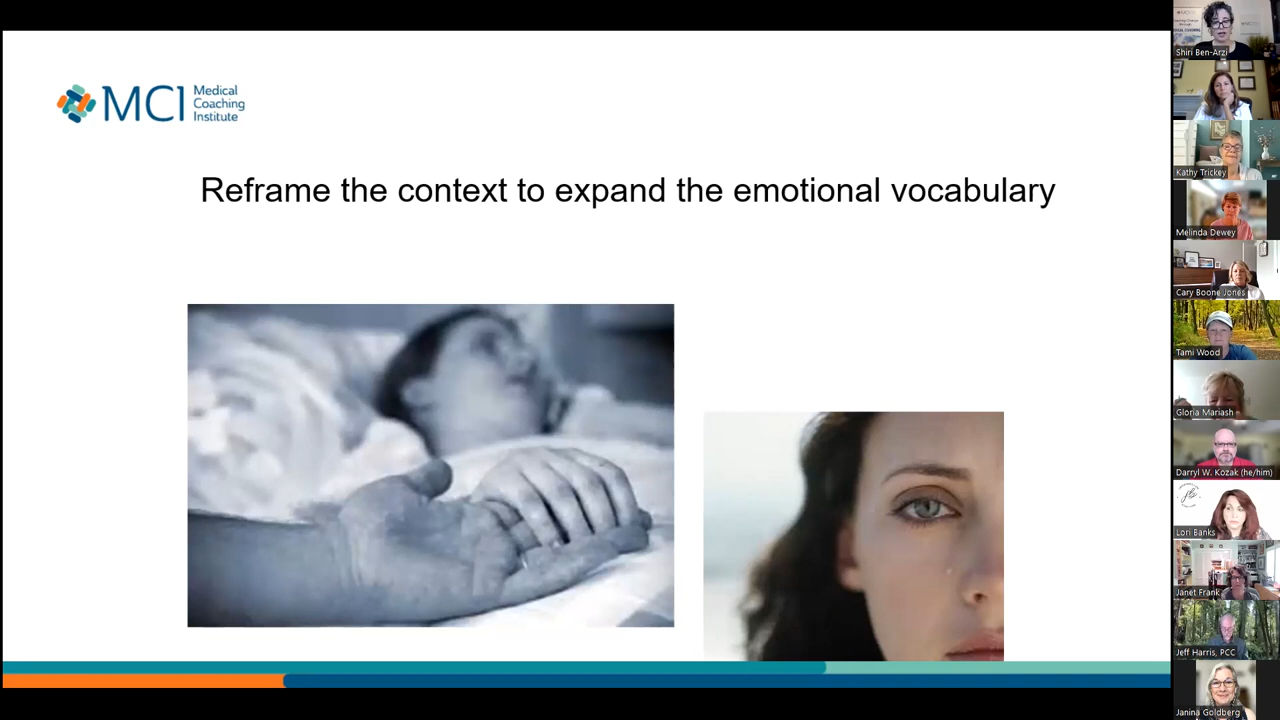 MCI
Medical
Coaching
Institute
Reframe the context to expand the emotional vocabulary
Shiri Ben-Arzi
Kathy Trickey
Melinda Dewey
Cary Boone Jones
Tami Wood
Gloria Mariash
Darryl W. Kozak (he/him)
Lori Banks
Janet Frank
Jeff Harris, PCC
Janina Goldberg